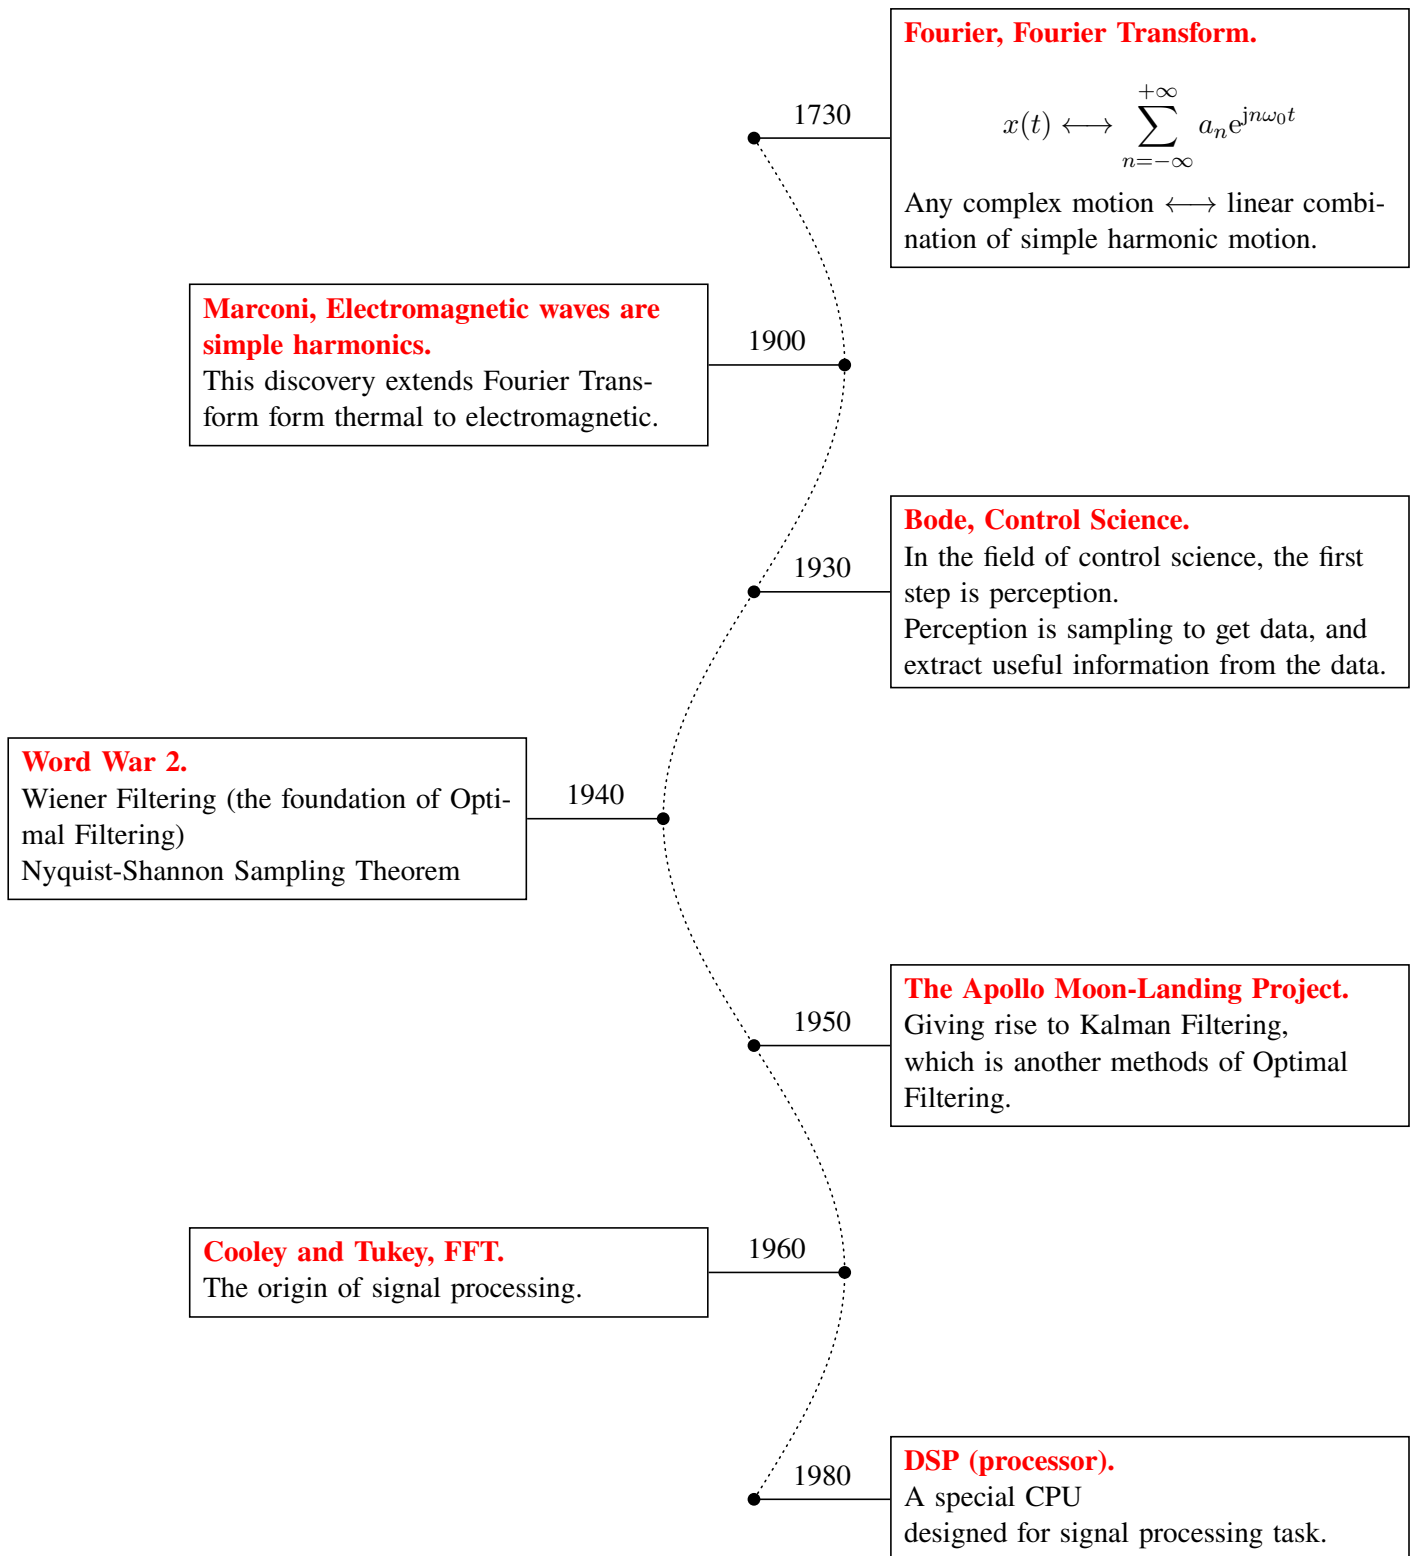 Fourier, Fourier Transform.
1730
x(t) ⟷ ∑_{n=-∞}^{+∞} a_n e^{jnω_0t}
Any complex motion ⟷ linear combi-
nation of simple harmonic motion.
Marconi, Electromagnetic waves are
simple harmonics.
This discovery extends Fourier Trans-
form form thermal to electromagnetic.
1900
Bode, Control Science.
In the field of control science, the first
step is perception.
Perception is sampling to get data, and
extract useful information from the data.
1930
Word War 2.
Wiener Filtering (the foundation of Opti-
mal Filtering)
Nyquist-Shannon Sampling Theorem
1940
The Apollo Moon-Landing Project.
Giving rise to Kalman Filtering,
which is another methods of Optimal
Filtering.
1950
Cooley and Tukey, FFT.
The origin of signal processing.
1960
DSP (processor).
A special CPU
designed for signal processing task.
1980